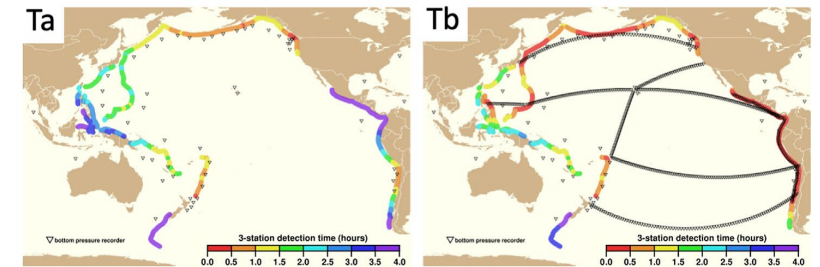 Ta
Tb
3-station detection time (hours)
▽ bottom pressure recorder
0.0 0.5 1.0 1.5 2.0 2.5 3.0 3.5 4.0
3-station detection time (hours)
▽ bottom pressure recorder
0.0 0.5 1.0 1.5 2.0 2.5 3.0 3.5 4.0